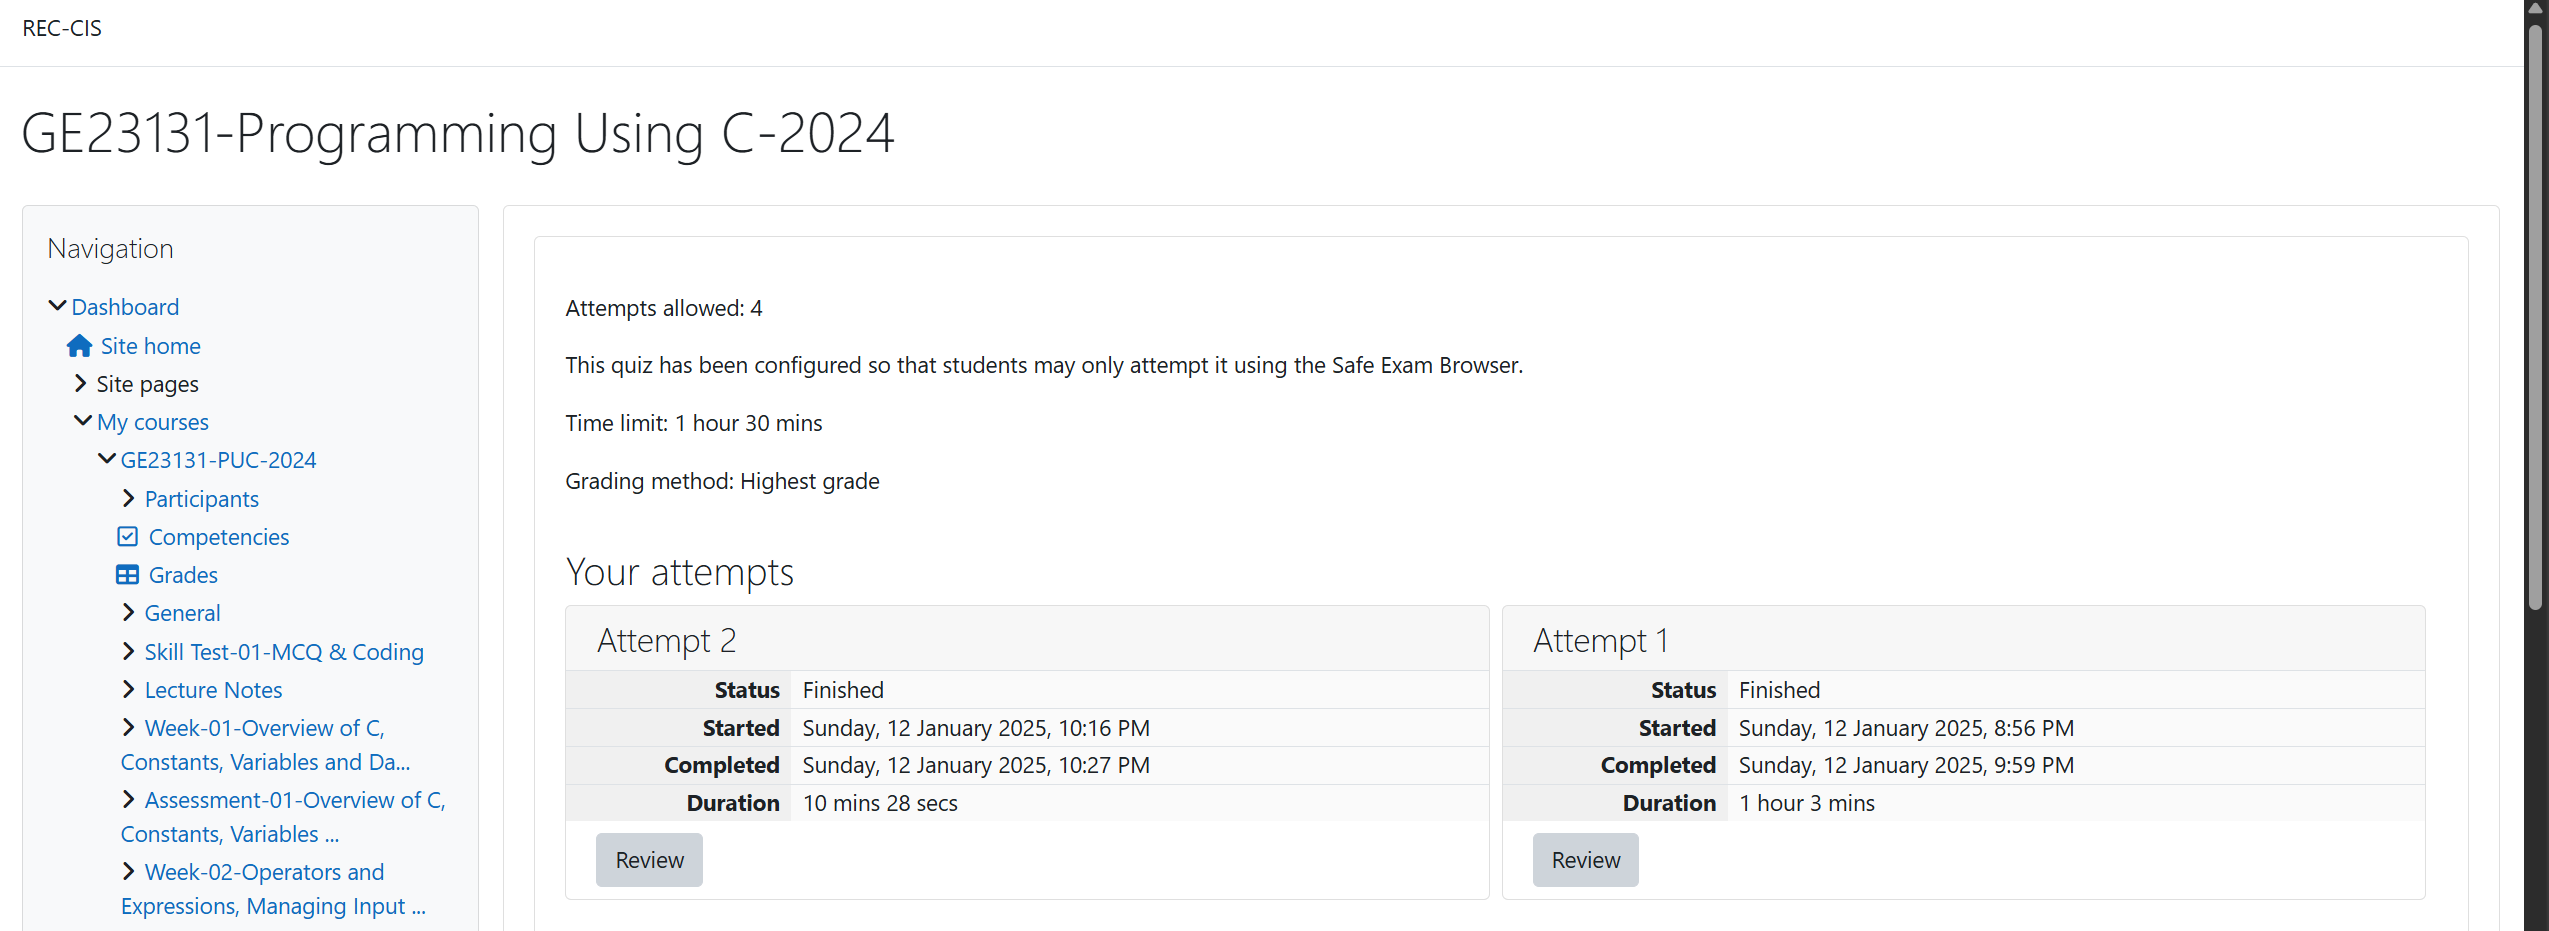 REC-CIS
GE23131-Programming Using C-2024
Navigation
Dashboard
Site home
Site pages
My courses
GE23131-PUC-2024
Participants
Competencies
Grades
General
Skill Test-01-MCQ & Coding
Lecture Notes
Week-01-Overview of C,
Constants, Variables and Da...
Assessment-01-Overview of C,
Constants, Variables ...
Week-02-Operators and
Expressions, Managing Input ...
Attempts allowed: 4
This quiz has been configured so that students may only attempt it using the Safe Exam Browser.
Time limit: 1 hour 30 mins
Grading method: Highest grade
Your attempts
Attempt 2
Status Finished
Started Sunday, 12 January 2025, 10:16 PM
Completed Sunday, 12 January 2025, 10:27 PM
Duration 10 mins 28 secs
Review
Attempt 1
Status Finished
Started Sunday, 12 January 2025, 8:56 PM
Completed Sunday, 12 January 2025, 9:59 PM
Duration 1 hour 3 mins
Review